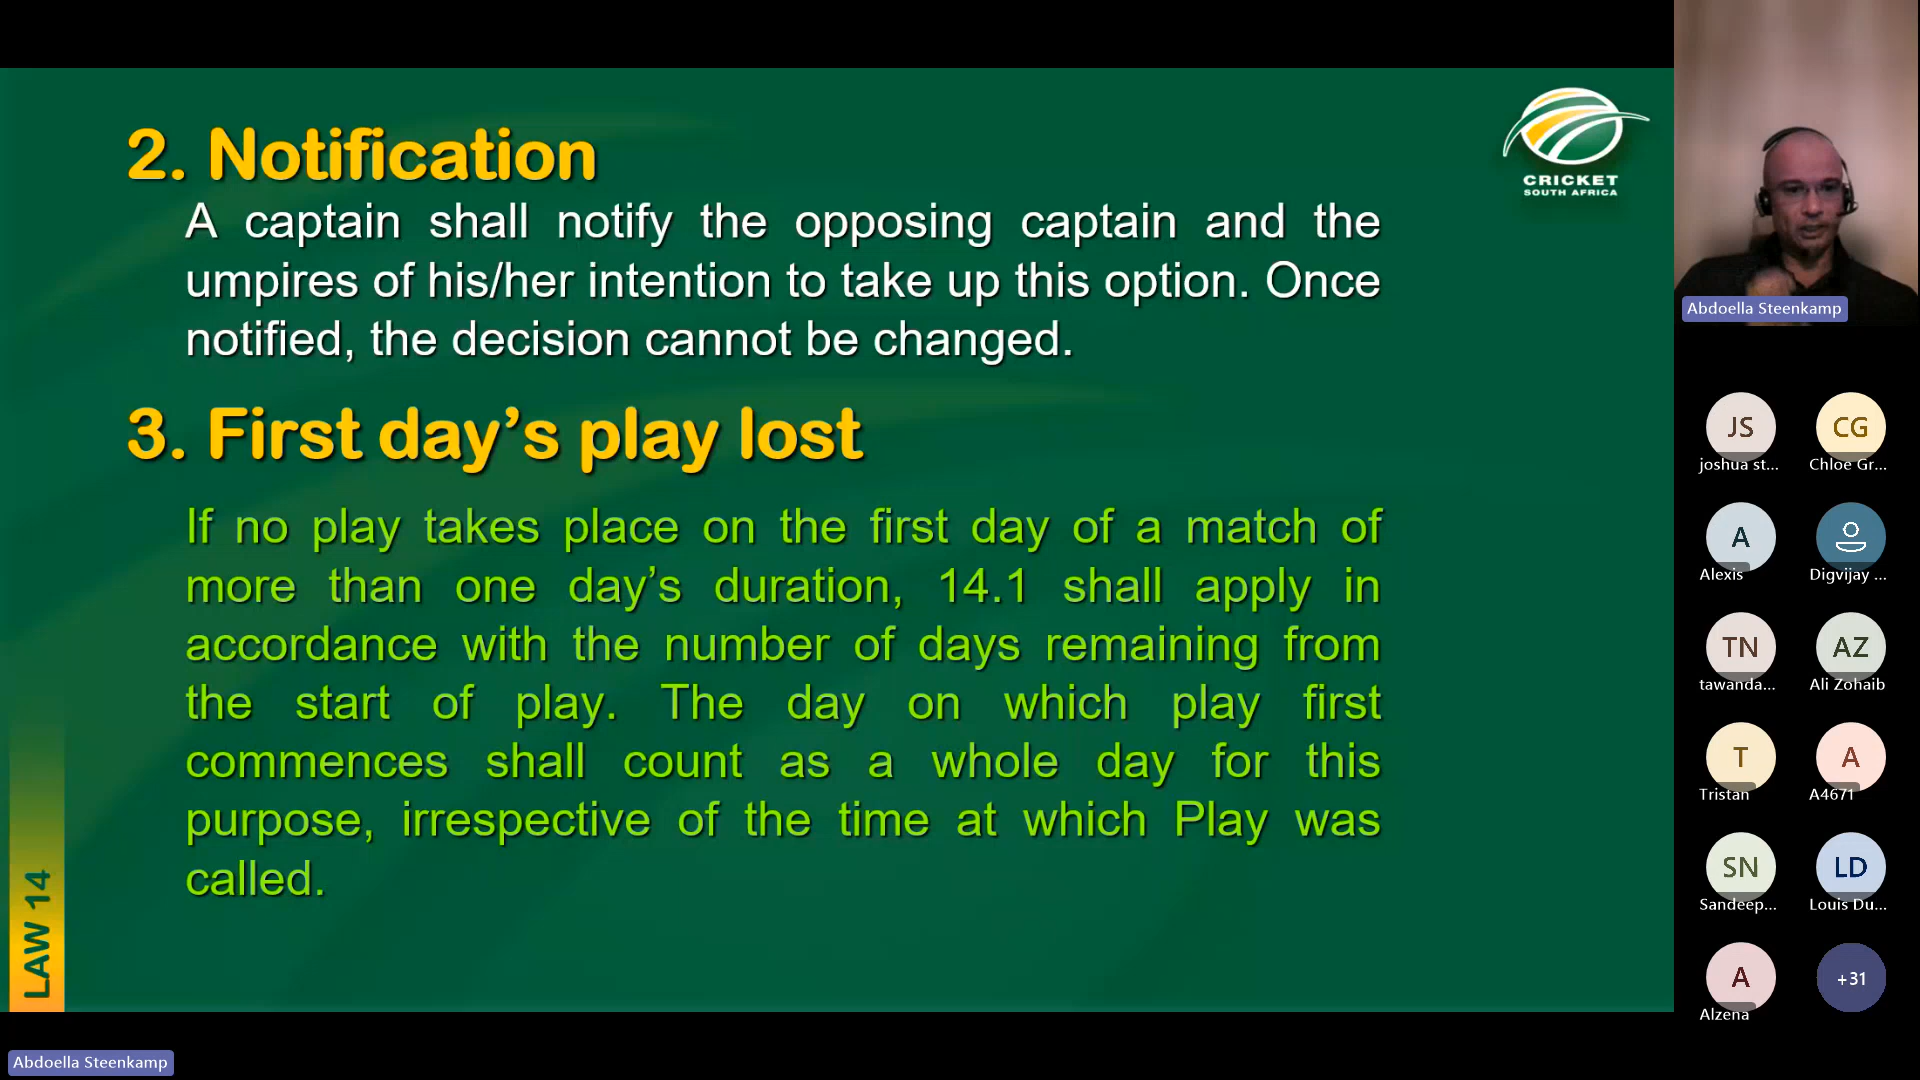 2. Notification
A captain shall notify the opposing captain and the
umpires of his/her intention to take up this option. Once
notified, the decision cannot be changed.
3. First day’s play lost
If no play takes place on the first day of a match of
more than one day’s duration, 14.1 shall apply in
accordance with the number of days remaining from
the start of play. The day on which play first
commences shall count as a whole day for this
purpose, irrespective of the time at which Play was
called.
LAW 14
CRICKET
SOUTH AFRICA
Abdoella Steenkamp
JS
joshua st...
CG
Chloe Gr...
A
Alexis
Digvijay ...
TN
tawanda...
AZ
Ali Zohaib
T
Tristan
A
A4671
SN
Sandeep...
LD
Louis Du...
A
Alzena
+31
Abdoella Steenkamp